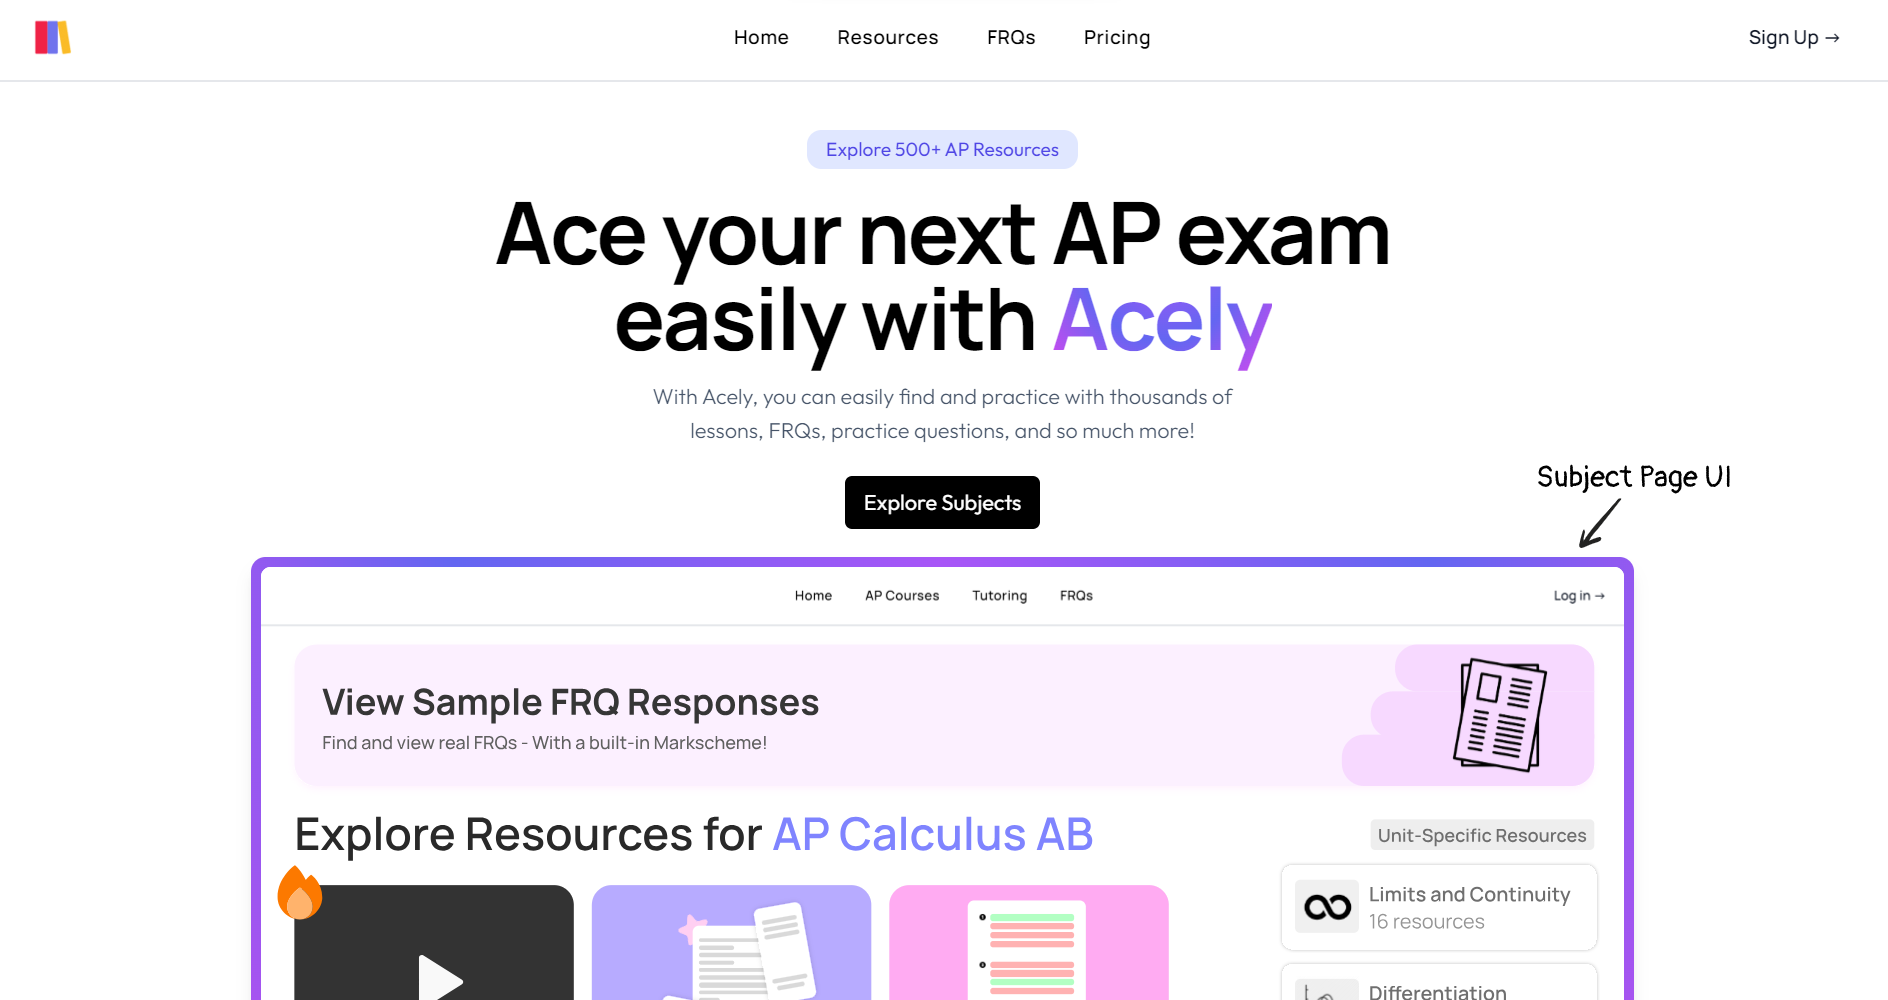 Home Resources FRQs Pricing Sign Up →
Explore 500+ AP Resources
Ace your next AP exam
easily with Acely
With Acely, you can easily find and practice with thousands of
lessons, FRQs, practice questions, and so much more!
Explore Subjects
Subject Page UI
Home AP Courses Tutoring FRQs Log in →
View Sample FRQ Responses
Find and view real FRQs - With a built-in Markscheme!
Explore Resources for AP Calculus AB
Unit-Specific Resources
Limits and Continuity
16 resources
Differentiation